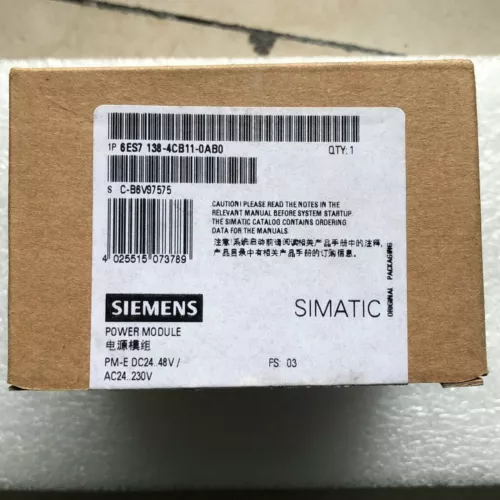 1P 6ES7 138-4CB11-0AB0
QTY: 1
S C-B6V97575
CAUTION! PLEASE READ THE NOTES IN THE
RELEVANT MANUAL BEFORE SYSTEM STARTUP.
THE SIMATIC CATALOG CONTAINS ORDERING
DATA FOR THE MANUALS.
注意:系统启动前请阅读相关产品手册中的注释,
产品目录中有相关产品手册的订购信息.
4 025515 073789
ORIGINAL PACKAGING
SIEMENS
SIMATIC
POWER MODULE
电源模组
PM-E DC24..48V /
AC24..230V
FS: 03